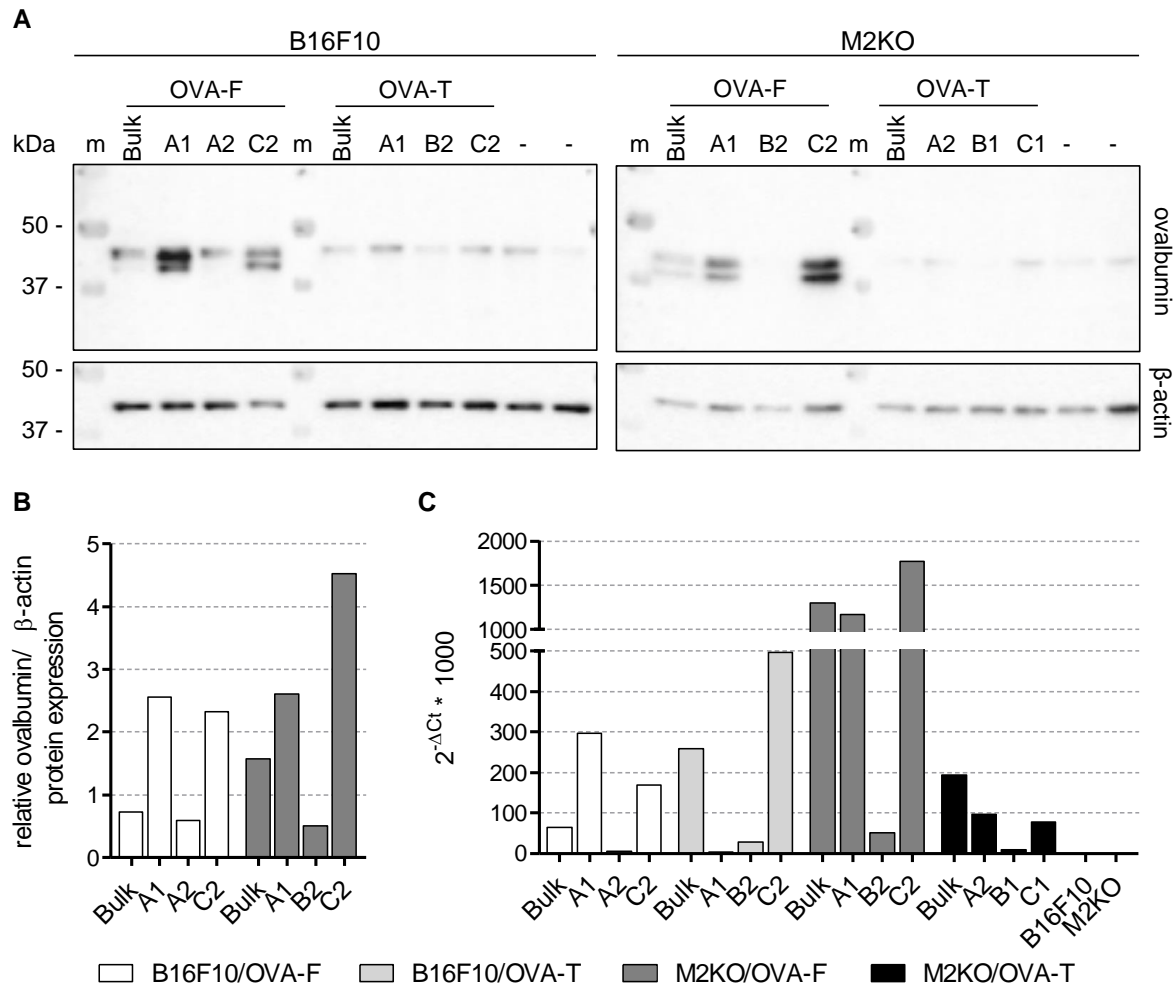 A
B16F10 M2KO
OVA-F OVA-T OVA-F OVA-T
kDa m Bulk A1 A2 C2 m Bulk A1 B2 C2 - - m Bulk A1 B2 C2 m Bulk A2 B1 C1 - -
50 -
37 -
ovalbumin
50 -
37 -
β-actin
B
relative ovalbumin/ β-actin
protein expression
5
4
3
2
1
0
Bulk A1 A2 C2 Bulk A1 B2 C2
C
2^-ΔCt * 1000
2000
1500
1000
500
400
300
200
100
0
Bulk A1 A2 C2 Bulk A1 B2 C2 Bulk A1 B2 C2 Bulk A2 B1 C1 B16F10 M2KO
B16F10/OVA-F B16F10/OVA-T M2KO/OVA-F M2KO/OVA-T